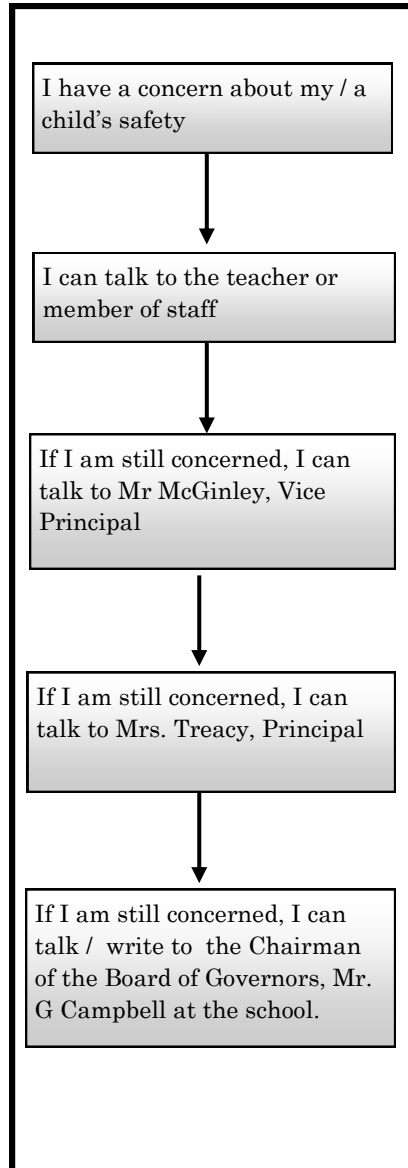 I have a concern about my / a
child’s safety
I can talk to the teacher or
member of staff
If I am still concerned, I can
talk to Mr McGinley, Vice
Principal
If I am still concerned, I can
talk to Mrs. Treacy, Principal
If I am still concerned, I can
talk / write to the Chairman
of the Board of Governors, Mr.
G Campbell at the school.